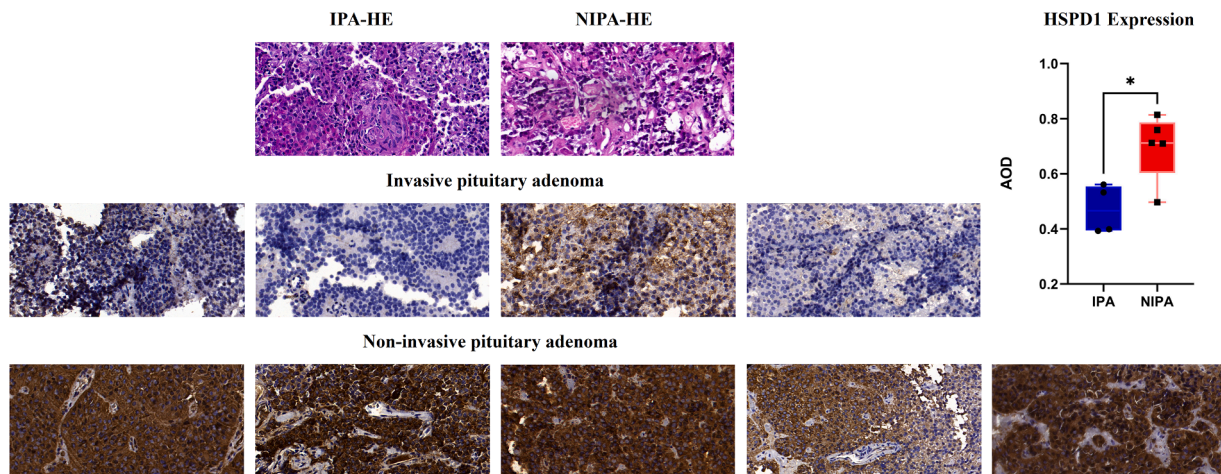 IPA-HE
NIPA-HE
HSPD1 Expression
Invasive pituitary adenoma
Non-invasive pituitary adenoma
AOD
1.0
0.8
0.6
0.4
0.2
*
IPA
NIPA